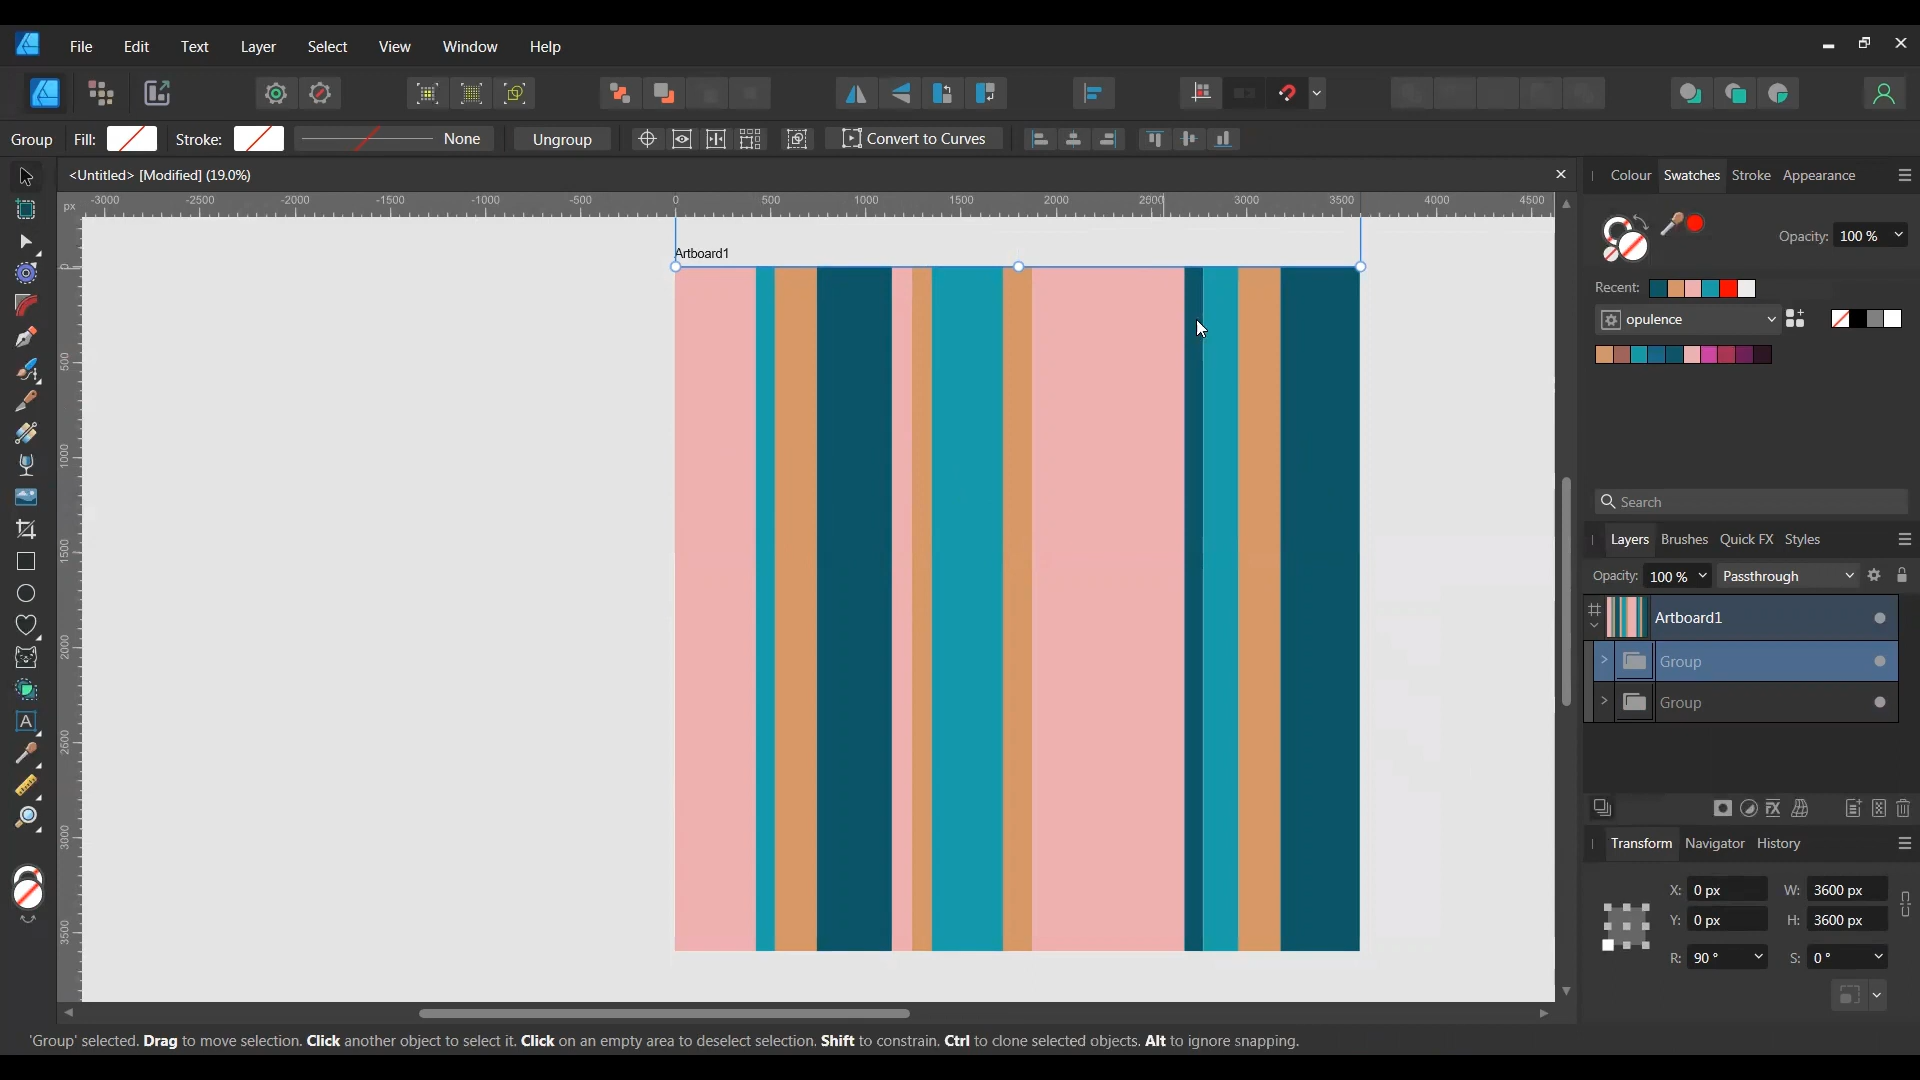 File Edit Text Layer Select View Window Help
Group Fill: Stroke: None Ungroup Convert to Curves
<Untitled> [Modified] (19.0%)
Colour Swatches Stroke Appearance
px -3000 -2500 -2000 -1500 -1000 -500 0 500 1000 1500 2000 2500 3000 3500 4000 4500
Opacity: 100 %
Artboard1
0
Recent:
opulence
500
1000
1500
2000
2500
3000
3500
Search
Layers Brushes Quick FX Styles
Opacity: 100 % Passthrough
Artboard1
Group
Group
A
Transform Navigator History
X: 0 px W: 3600 px
Y: 0 px H: 3600 px
R: 90 ° S: 0 °
'Group' selected. Drag to move selection. Click another object to select it. Click on an empty area to deselect selection. Shift to constrain. Ctrl to clone selected objects. Alt to ignore snapping.